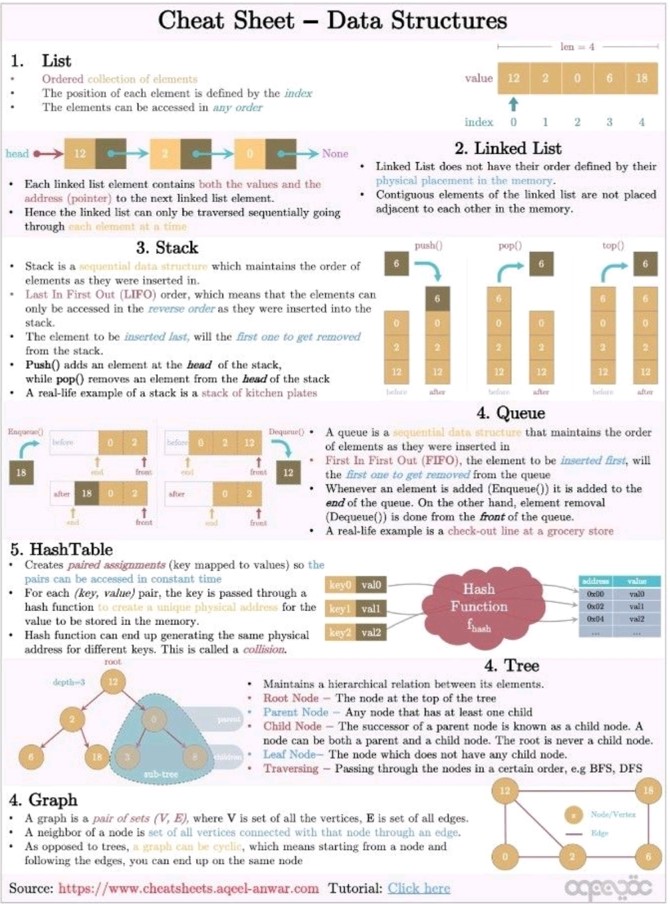 Cheat Sheet – Data Structures
1. List
• Ordered collection of elements
• The position of each element is defined by the index
• The elements can be accessed in any order
len = 4
value 12 2 0 6 18
index 0 1 2 3 4
head 12 2 0 None
• Each linked list element contains both the values and the
address (pointer) to the next linked list element.
• Hence the linked list can only be traversed sequentially going
through each element at a time
2. Linked List
• Linked List does not have their order defined by their
physical placement in the memory.
• Contiguous elements of the linked list are not placed
adjacent to each other in the memory.
3. Stack
• Stack is a sequential data structure which maintains the order of
elements as they were inserted in.
• Last In First Out (LIFO) order, which means that the elements can
only be accessed in the reverse order as they were inserted into the
stack.
• The element to be inserted last, will the first one to get removed
from the stack.
• Push() adds an element at the head of the stack,
while pop() removes an element from the head of the stack
• A real-life example of a stack is a stack of kitchen plates
push() pop() top()
6 6 6
6 6 6 6
0 0 0 0 0 0
2 2 2 2 2 2
12 12 12 12 12 12
before after before after before after
Enqueue() Dequeue()
18 before 0 2 before 0 2 12 12
end front end front
after 18 0 2 after 0 2
end front end front
4. Queue
• A queue is a sequential data structure that maintains the order
of elements as they were inserted in
• First In First Out (FIFO), the element to be inserted first, will
the first one to get removed from the queue
• Whenever an element is added (Enqueue()) it is added to the
end of the queue. On the other hand, element removal
(Dequeue()) is done from the front of the queue.
• A real-life example is a check-out line at a grocery store
5. HashTable
• Creates paired assignments (key mapped to values) so the
pairs can be accessed in constant time
• For each (key, value) pair, the key is passed through a
hash function to create a unique physical address for the
value to be stored in the memory.
• Hash function can end up generating the same physical
address for different keys. This is called a collision.
key0 val0
key1 val1
key2 val2
Hash
Function
fhash
address value
0x00 val0
0x02 val1
0x04 val2
... ...
root
depth=3 12
2 0 parent
6 18 3 8 children
sub-tree
4. Tree
• Maintains a hierarchical relation between its elements.
• Root Node – The node at the top of the tree
• Parent Node – Any node that has at least one child
• Child Node – The successor of a parent node is known as a child node. A
node can be both a parent and a child node. The root is never a child node.
• Leaf Node– The node which does not have any child node.
• Traversing – Passing through the nodes in a certain order, e.g BFS, DFS
4. Graph
• A graph is a pair of sets (V, E), where V is set of all the vertices, E is set of all edges.
• A neighbor of a node is set of all vertices connected with that node through an edge.
• As opposed to trees, a graph can be cyclic, which means starting from a node and
following the edges, you can end up on the same node
12 18
Node/Vertex
Edge
0 2 6
Source: https://www.cheatsheets.aqeel-anwar.com Tutorial: Click here